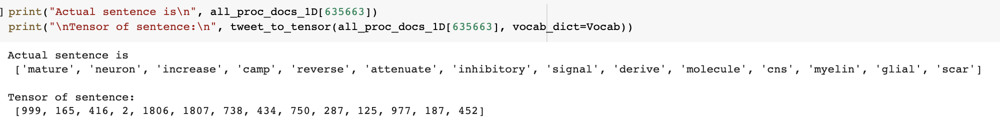 ] print("Actual sentence is\n", all_proc_docs_1D[635663])
print("\nTensor of sentence:\n", tweet_to_tensor(all_proc_docs_1D[635663], vocab_dict=Vocab))
Actual sentence is
['mature', 'neuron', 'increase', 'camp', 'reverse', 'attenuate', 'inhibitory', 'signal', 'derive', 'molecule', 'cns', 'myelin', 'glial', 'scar']
Tensor of sentence:
[999, 165, 416, 2, 1806, 1807, 738, 434, 750, 287, 125, 977, 187, 452]